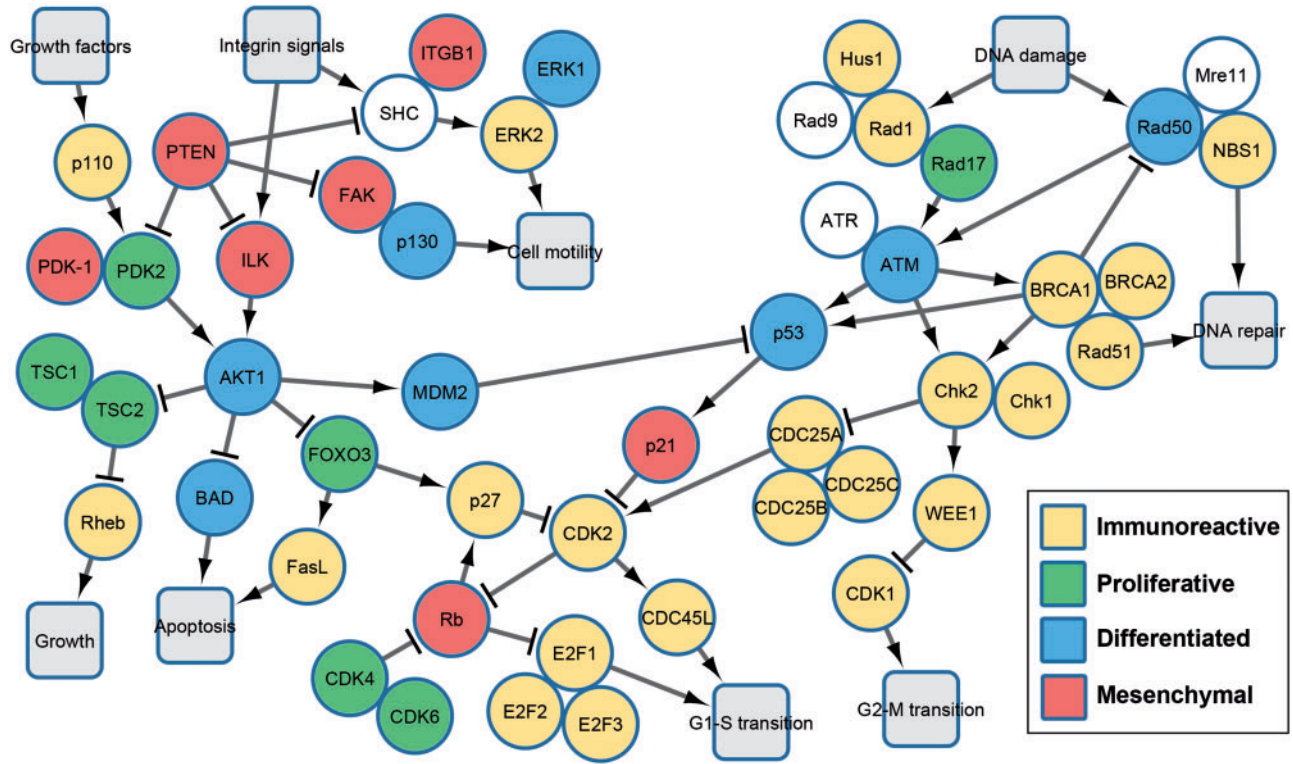 Growth factors
Integrin signals
ITGB1
ERK1
SHC
ERK2
Hus1
DNA damage
Mre11
Rad9
Rad1
Rad50
NBS1
Rad17
p110
PTEN
FAK
p130
Cell motility
ATR
ATM
PDK-1
PDK2
ILK
BRCA1
BRCA2
Rad51
DNA repair
p53
TSC1
TSC2
AKT1
MDM2
Chk2
Chk1
FOXO3
p21
CDC25A
CDC25C
CDC25B
BAD
p27
CDK2
WEE1
Rheb
FasL
CDK1
Growth
Apoptosis
Rb
CDC45L
E2F1
CDK4
CDK6
E2F2
E2F3
G1-S transition
G2-M transition
Immunoreactive
Proliferative
Differentiated
Mesenchymal